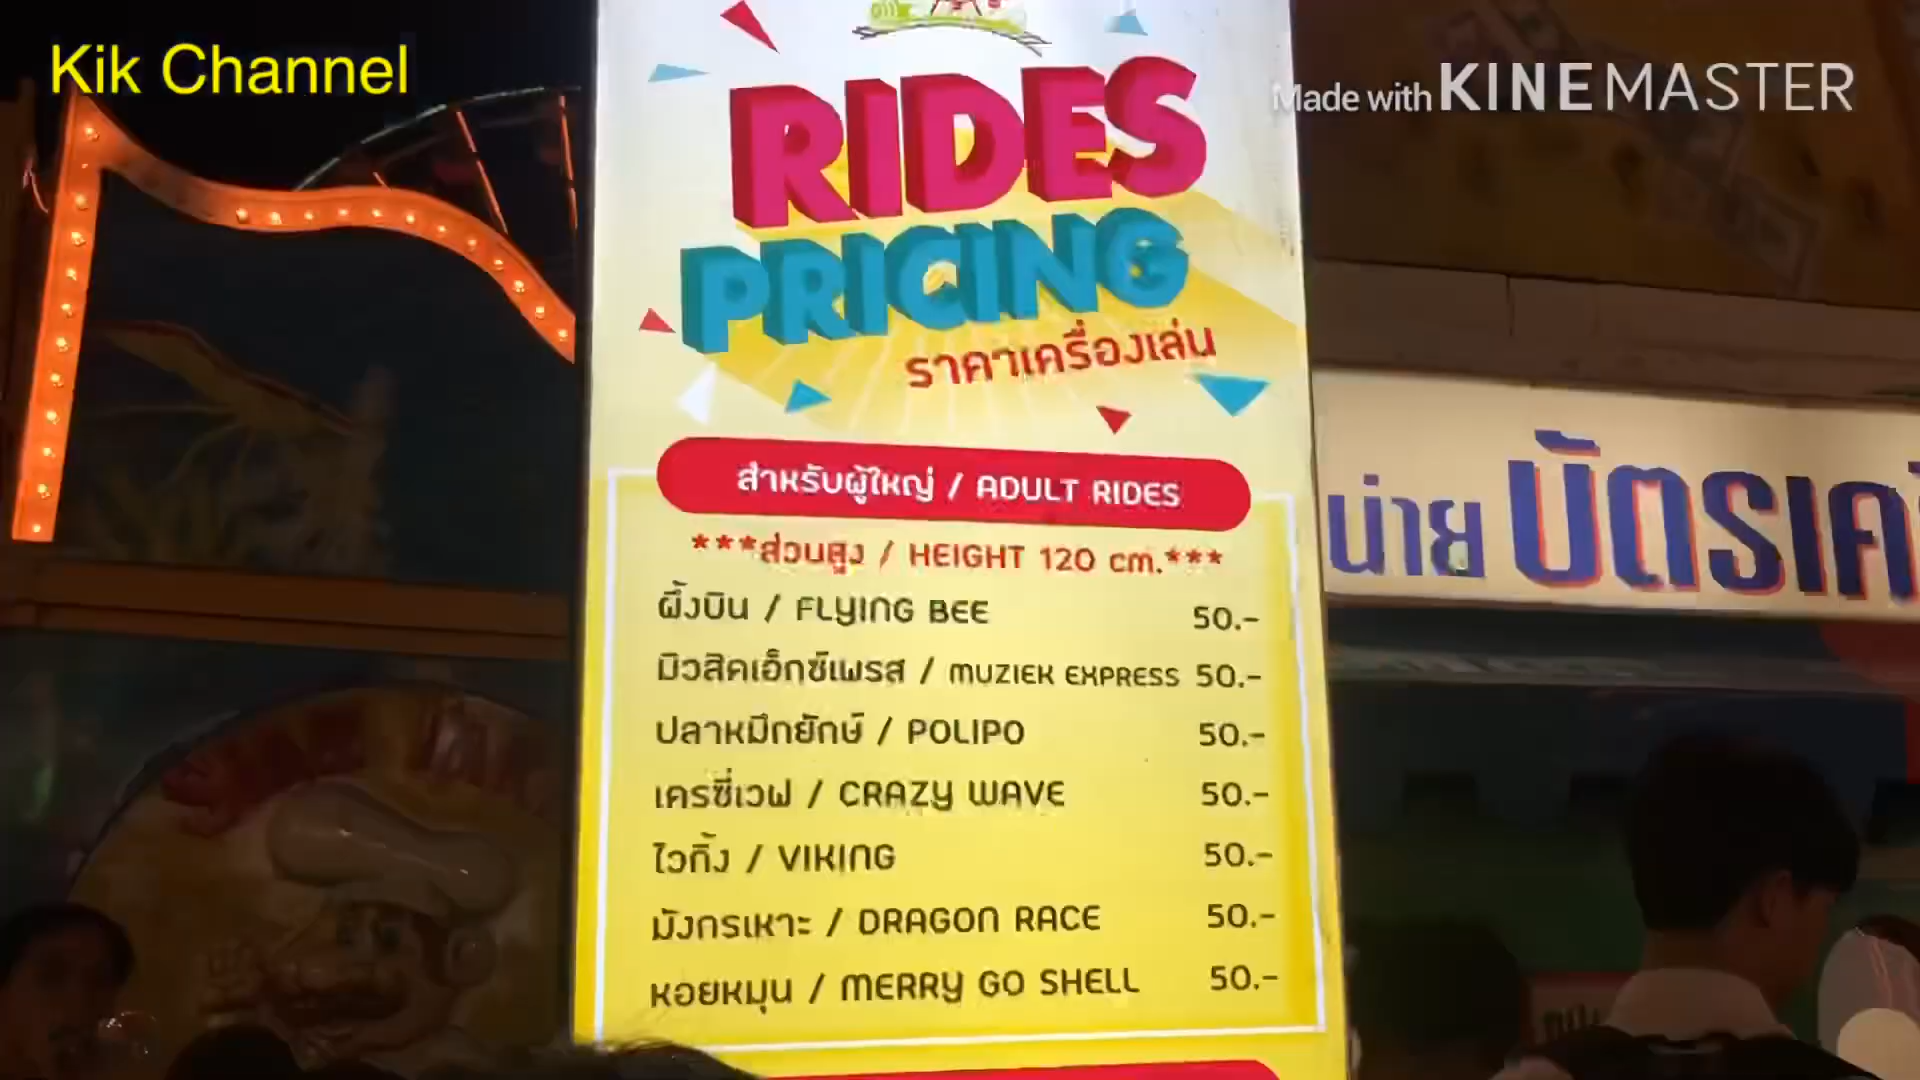 Kik Channel
Made with KINEMASTER
RIDES
PRICING
ราคาเครื่องเล่น
สำหรับผู้ใหญ่ / ADULT RIDES
***ส่วนสูง / HEIGHT 120 cm.***
ผึ้งบิน / FLYING BEE 50.-
มิวสิคเอ็กซ์เพรส / MUZIEK EXPRESS 50.-
ปลาหมึกยักษ์ / POLIPO 50.-
เครซี่เวฟ / CRAZY WAVE 50.-
ไวกิ้ง / VIKING 50.-
มังกรเหาะ / DRAGON RACE 50.-
หอยหมุน / MERRY GO SHELL 50.-
น่าย บัตรเค